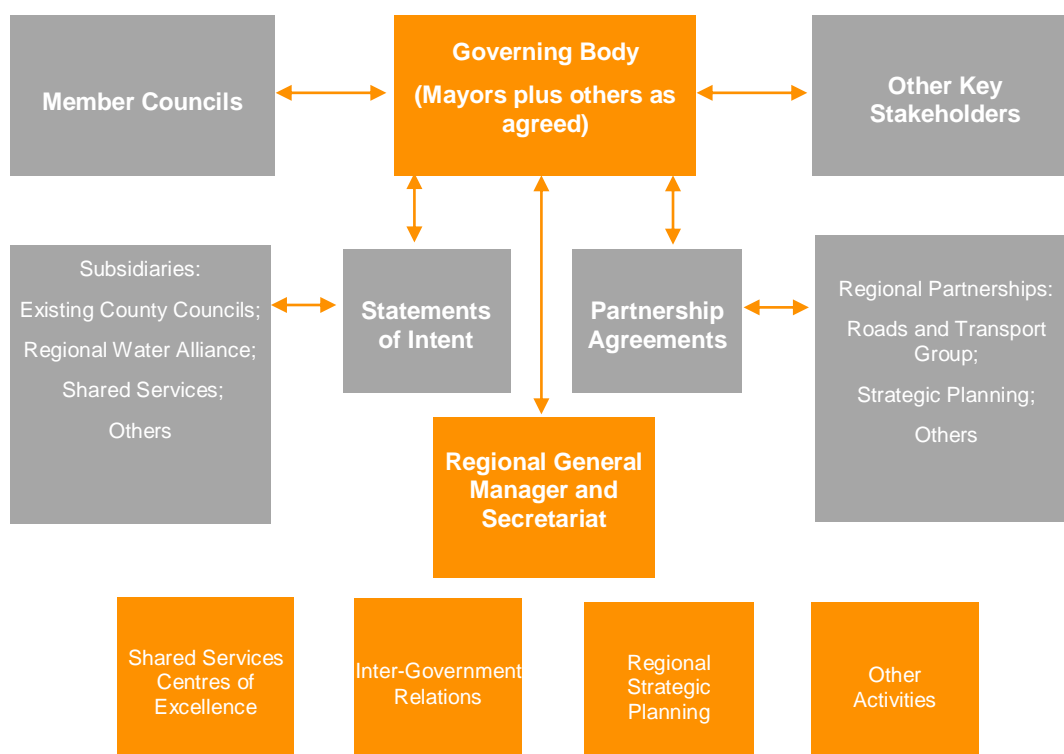 Member Councils
Governing Body
(Mayors plus others as
agreed)
Other Key
Stakeholders
Subsidiaries:
Existing County Councils;
Regional Water Alliance;
Shared Services;
Others
Statements
of Intent
Partnership
Agreements
Regional Partnerships:
Roads and Transport
Group;
Strategic Planning;
Others
Regional General
Manager and
Secretariat
Shared Services
Centres of
Excellence
Inter-Government
Relations
Regional
Strategic
Planning
Other
Activities